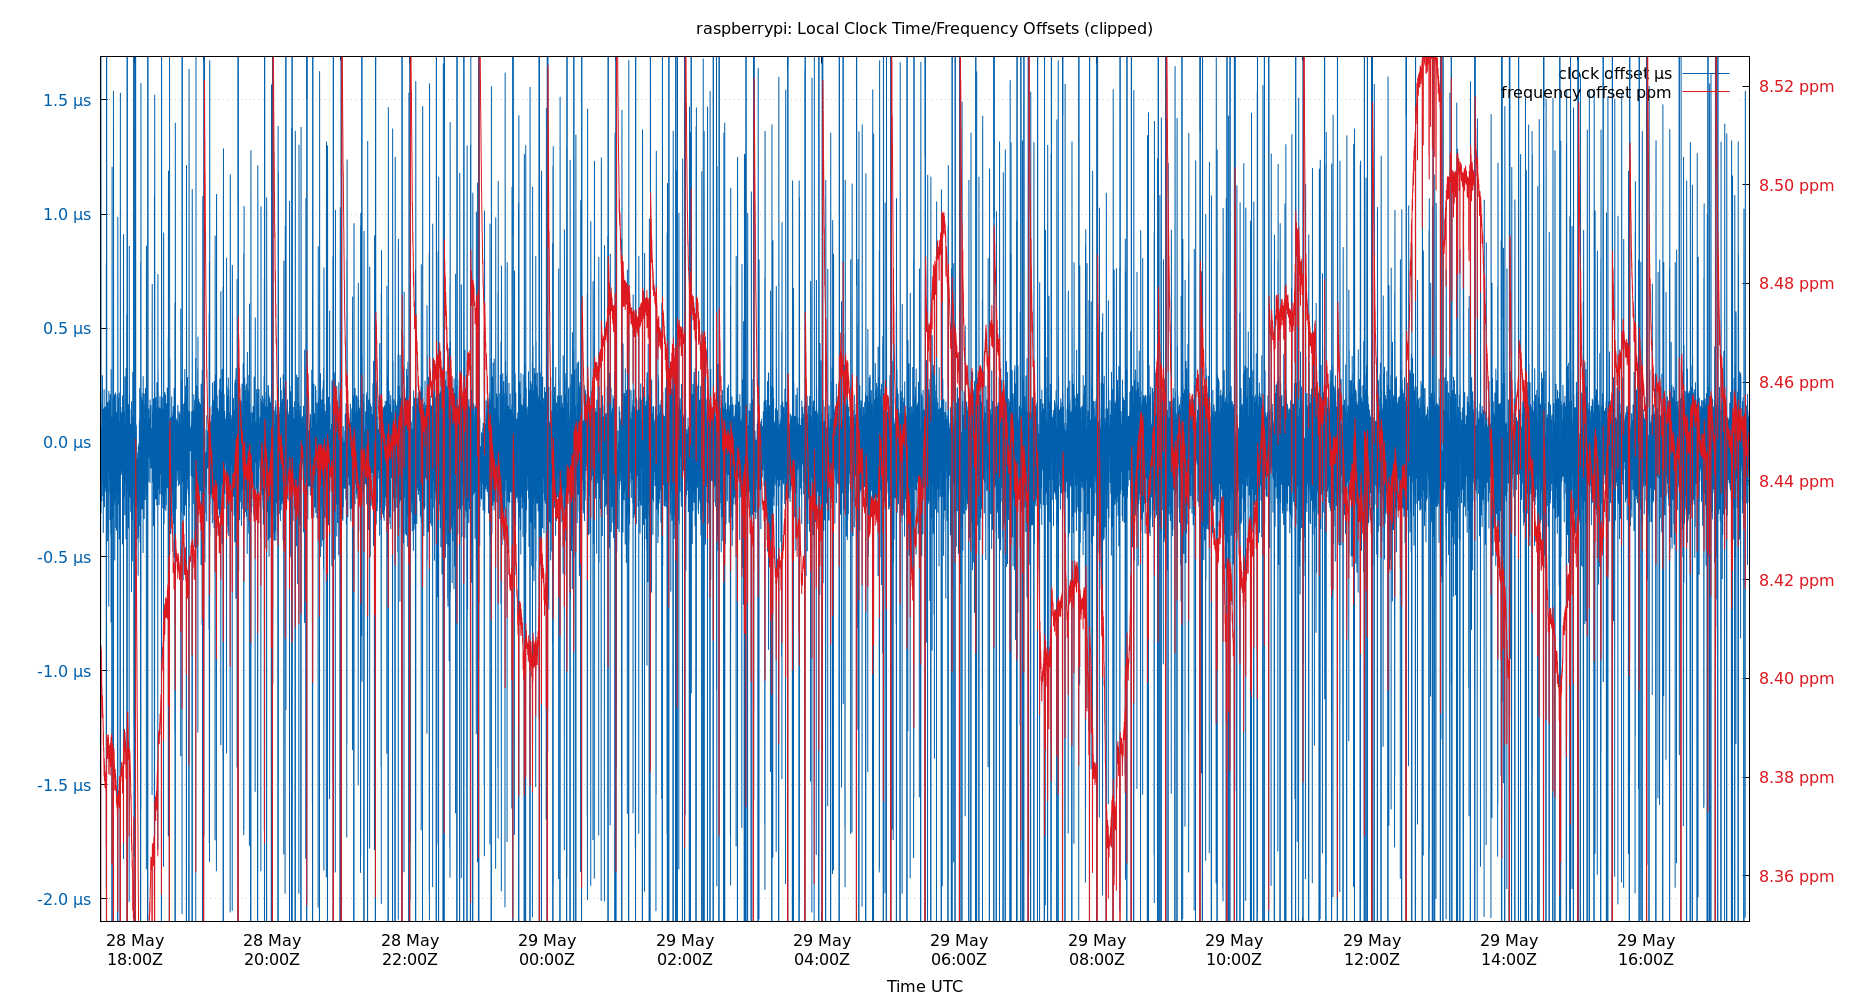 raspberrypi: Local Clock Time/Frequency Offsets (clipped)
clock offset µs
frequency offset ppm
1.5 µs
1.0 µs
0.5 µs
0.0 µs
-0.5 µs
-1.0 µs
-1.5 µs
-2.0 µs
8.52 ppm
8.50 ppm
8.48 ppm
8.46 ppm
8.44 ppm
8.42 ppm
8.40 ppm
8.38 ppm
8.36 ppm
28 May 28 May 28 May 29 May 29 May 29 May 29 May 29 May 29 May 29 May 29 May 29 May
18:00Z 20:00Z 22:00Z 00:00Z 02:00Z 04:00Z 06:00Z 08:00Z 10:00Z 12:00Z 14:00Z 16:00Z
Time UTC